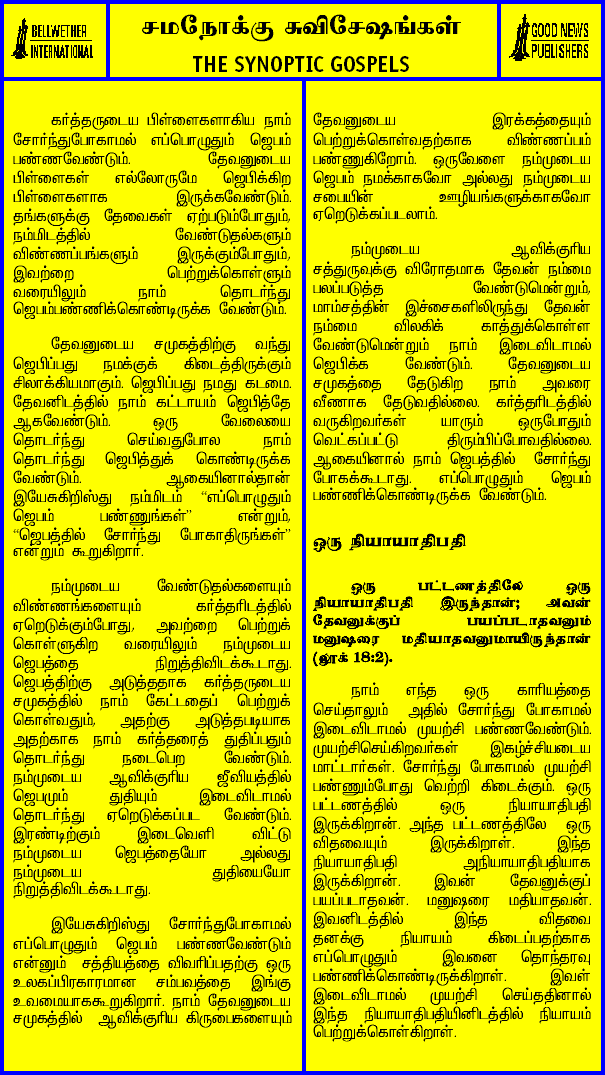 BELLWETHER
INTERNATIONAL
சமநோக்கு சுவிசேஷங்கள்
THE SYNOPTIC GOSPELS
GOOD NEWS
PUBLISHERS
கர்த்தருடைய பிள்ளைகளாகிய நாம்
சோர்ந்துபோகாமல் எப்பொழுதும் ஜெபம்
பண்ணவேண்டும். தேவனுடைய
பிள்ளைகள் எல்லோருமே ஜெபிக்கிற
பிள்ளைகளாக இருக்கவேண்டும்.
தங்களுக்கு தேவைகள் ஏற்படும்போதும்,
நம்மிடத்தில் வேண்டுதல்களும்
விண்ணப்பங்களும் இருக்கும்போதும்,
இவற்றை பெற்றுக்கொள்ளும்
வரையிலும் நாம் தொடர்ந்து
ஜெபம்பண்ணிக்கொண்டிருக்க வேண்டும்.
தேவனுடைய சமுகத்திற்கு வந்து
ஜெபிப்பது நமக்குக் கிடைத்திருக்கும்
சிலாக்கியமாகும். ஜெபிப்பது நமது கடமை.
தேவனிடத்தில் நாம் கட்டாயம் ஜெபித்தே
ஆகவேண்டும். ஒரு வேலையை
தொடர்ந்து செய்வதுபோல நாம்
தொடர்ந்து ஜெபித்துக் கொண்டிருக்க
வேண்டும். ஆகையினால்தான்
இயேசுகிறிஸ்து நம்மிடம் “எப்பொழுதும்
ஜெபம் பண்ணுங்கள்” என்றும்,
“ஜெபத்தில் சோர்ந்து போகாதிருங்கள்”
என்றும் கூறுகிறார்.
நம்முடைய வேண்டுதல்களையும்
விண்ணங்களையும் கர்த்தரிடத்தில்
ஏறெடுக்கும்போது, அவற்றை பெற்றுக்
கொள்ளுகிற வரையிலும் நம்முடைய
ஜெபத்தை நிறுத்திவிடக்கூடாது.
ஜெபத்திற்கு அடுத்ததாக கர்த்தருடைய
சமுகத்தில் நாம் கேட்டதைப் பெற்றுக்
கொள்வதும், அதற்கு அடுத்தபடியாக
அதற்காக நாம் கர்த்தரைத் துதிப்பதும்
தொடர்ந்து நடைபெற வேண்டும்.
நம்முடைய ஆவிக்குரிய ஜீவியத்தில்
ஜெபமும் துதியும் இடைவிடாமல்
தொடர்ந்து ஏறெடுக்கப்பட வேண்டும்.
இரண்டிற்கும் இடைவெளி விட்டு
நம்முடைய ஜெபத்தையோ அல்லது
நம்முடைய துதியையோ
நிறுத்திவிடக்கூடாது.
இயேசுகிறிஸ்து சோர்ந்துபோகாமல்
எப்பொழுதும் ஜெபம் பண்ணவேண்டும்
என்னும் சத்தியத்தை விவரிப்பதற்கு ஒரு
உலகப்பிரகாரமான சம்பவத்தை இங்கு
உவமையாககூறுகிறார். நாம் தேவனுடைய
சமுகத்தில் ஆவிக்குரிய கிருபைகளையும்
தேவனுடைய இரக்கத்தையும்
பெற்றுக்கொள்வதற்காக விண்ணப்பம்
பண்ணுகிறோம். ஒருவேளை நம்முடைய
ஜெபம் நமக்காகவோ அல்லது நம்முடைய
சபையின் ஊழியங்களுக்காகவோ
ஏறெடுக்கப்படலாம்.
நம்முடைய ஆவிக்குரிய
சத்துருவுக்கு விரோதமாக தேவன் நம்மை
பலப்படுத்த வேண்டுமென்றும்,
மாம்சத்தின் இச்சைகளிலிருந்து தேவன்
நம்மை விலகிக் காத்துக்கொள்ள
வேண்டுமென்றும் நாம் இடைவிடாமல்
ஜெபிக்க வேண்டும். தேவனுடைய
சமுகத்தை தேடுகிற நாம் அவரை
வீணாக தேடுவதில்லை. கர்த்தரிடத்தில்
வருகிறவர்கள் யாரும் ஒருபோதும்
வெட்கப்பட்டு திரும்பிப்போவதில்லை.
ஆகையினால் நாம் ஜெபத்தில் சோர்ந்து
போகக்கூடாது. எப்பொழுதும் ஜெபம்
பண்ணிக்கொண்டிருக்க வேண்டும்.
ஒரு நியாயாதிபதி
ஒரு பட்டணத்திலே ஒரு
நியாயாதிபதி இருந்தான்; அவன்
தேவனுக்குப் பயப்படாதவனும்
மனுஷரை மதியாதவனுமாயிருந்தான்
(லூக் 18:2).
நாம் எந்த ஒரு காரியத்தை
செய்தாலும் அதில் சோர்ந்து போகாமல்
இடைவிடாமல் முயற்சி பண்ணவேண்டும்.
முயற்சிசெய்கிறவர்கள் இகழ்ச்சியடைய
மாட்டார்கள். சோர்ந்து போகாமல் முயற்சி
பண்ணும்போது வெற்றி கிடைக்கும். ஒரு
பட்டணத்தில் ஒரு நியாயாதிபதி
இருக்கிறான். அந்த பட்டணத்திலே ஒரு
விதவையும் இருக்கிறாள். இந்த
நியாயாதிபதி அநியாயாதிபதியாக
இருக்கிறான். இவன் தேவனுக்குப்
பயப்படாதவன். மனுஷரை மதியாதவன்.
இவனிடத்தில் இந்த விதவை
தனக்கு நியாயம் கிடைப்பதற்காக
எப்பொழுதும் இவனை தொந்தரவு
பண்ணிக்கொண்டிருக்கிறாள். இவள்
இடைவிடாமல் முயற்சி செய்ததினால்
இந்த நியாயாதிபதியினிடத்தில் நியாயம்
பெற்றுக்கொள்கிறாள்.